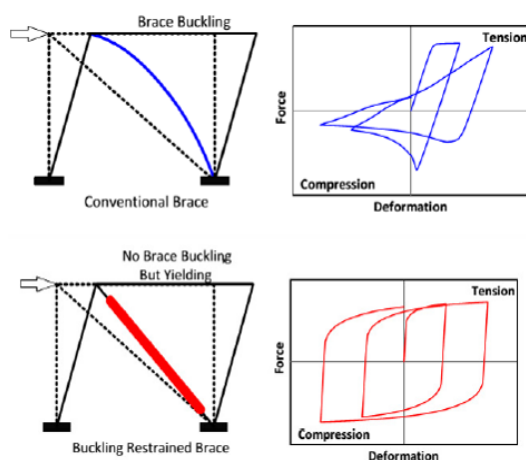 Brace Buckling
Conventional Brace
Tension
Force
Compression
Deformation
No Brace Buckling
But Yielding
Buckling Restrained Brace
Tension
Force
Compression
Deformation